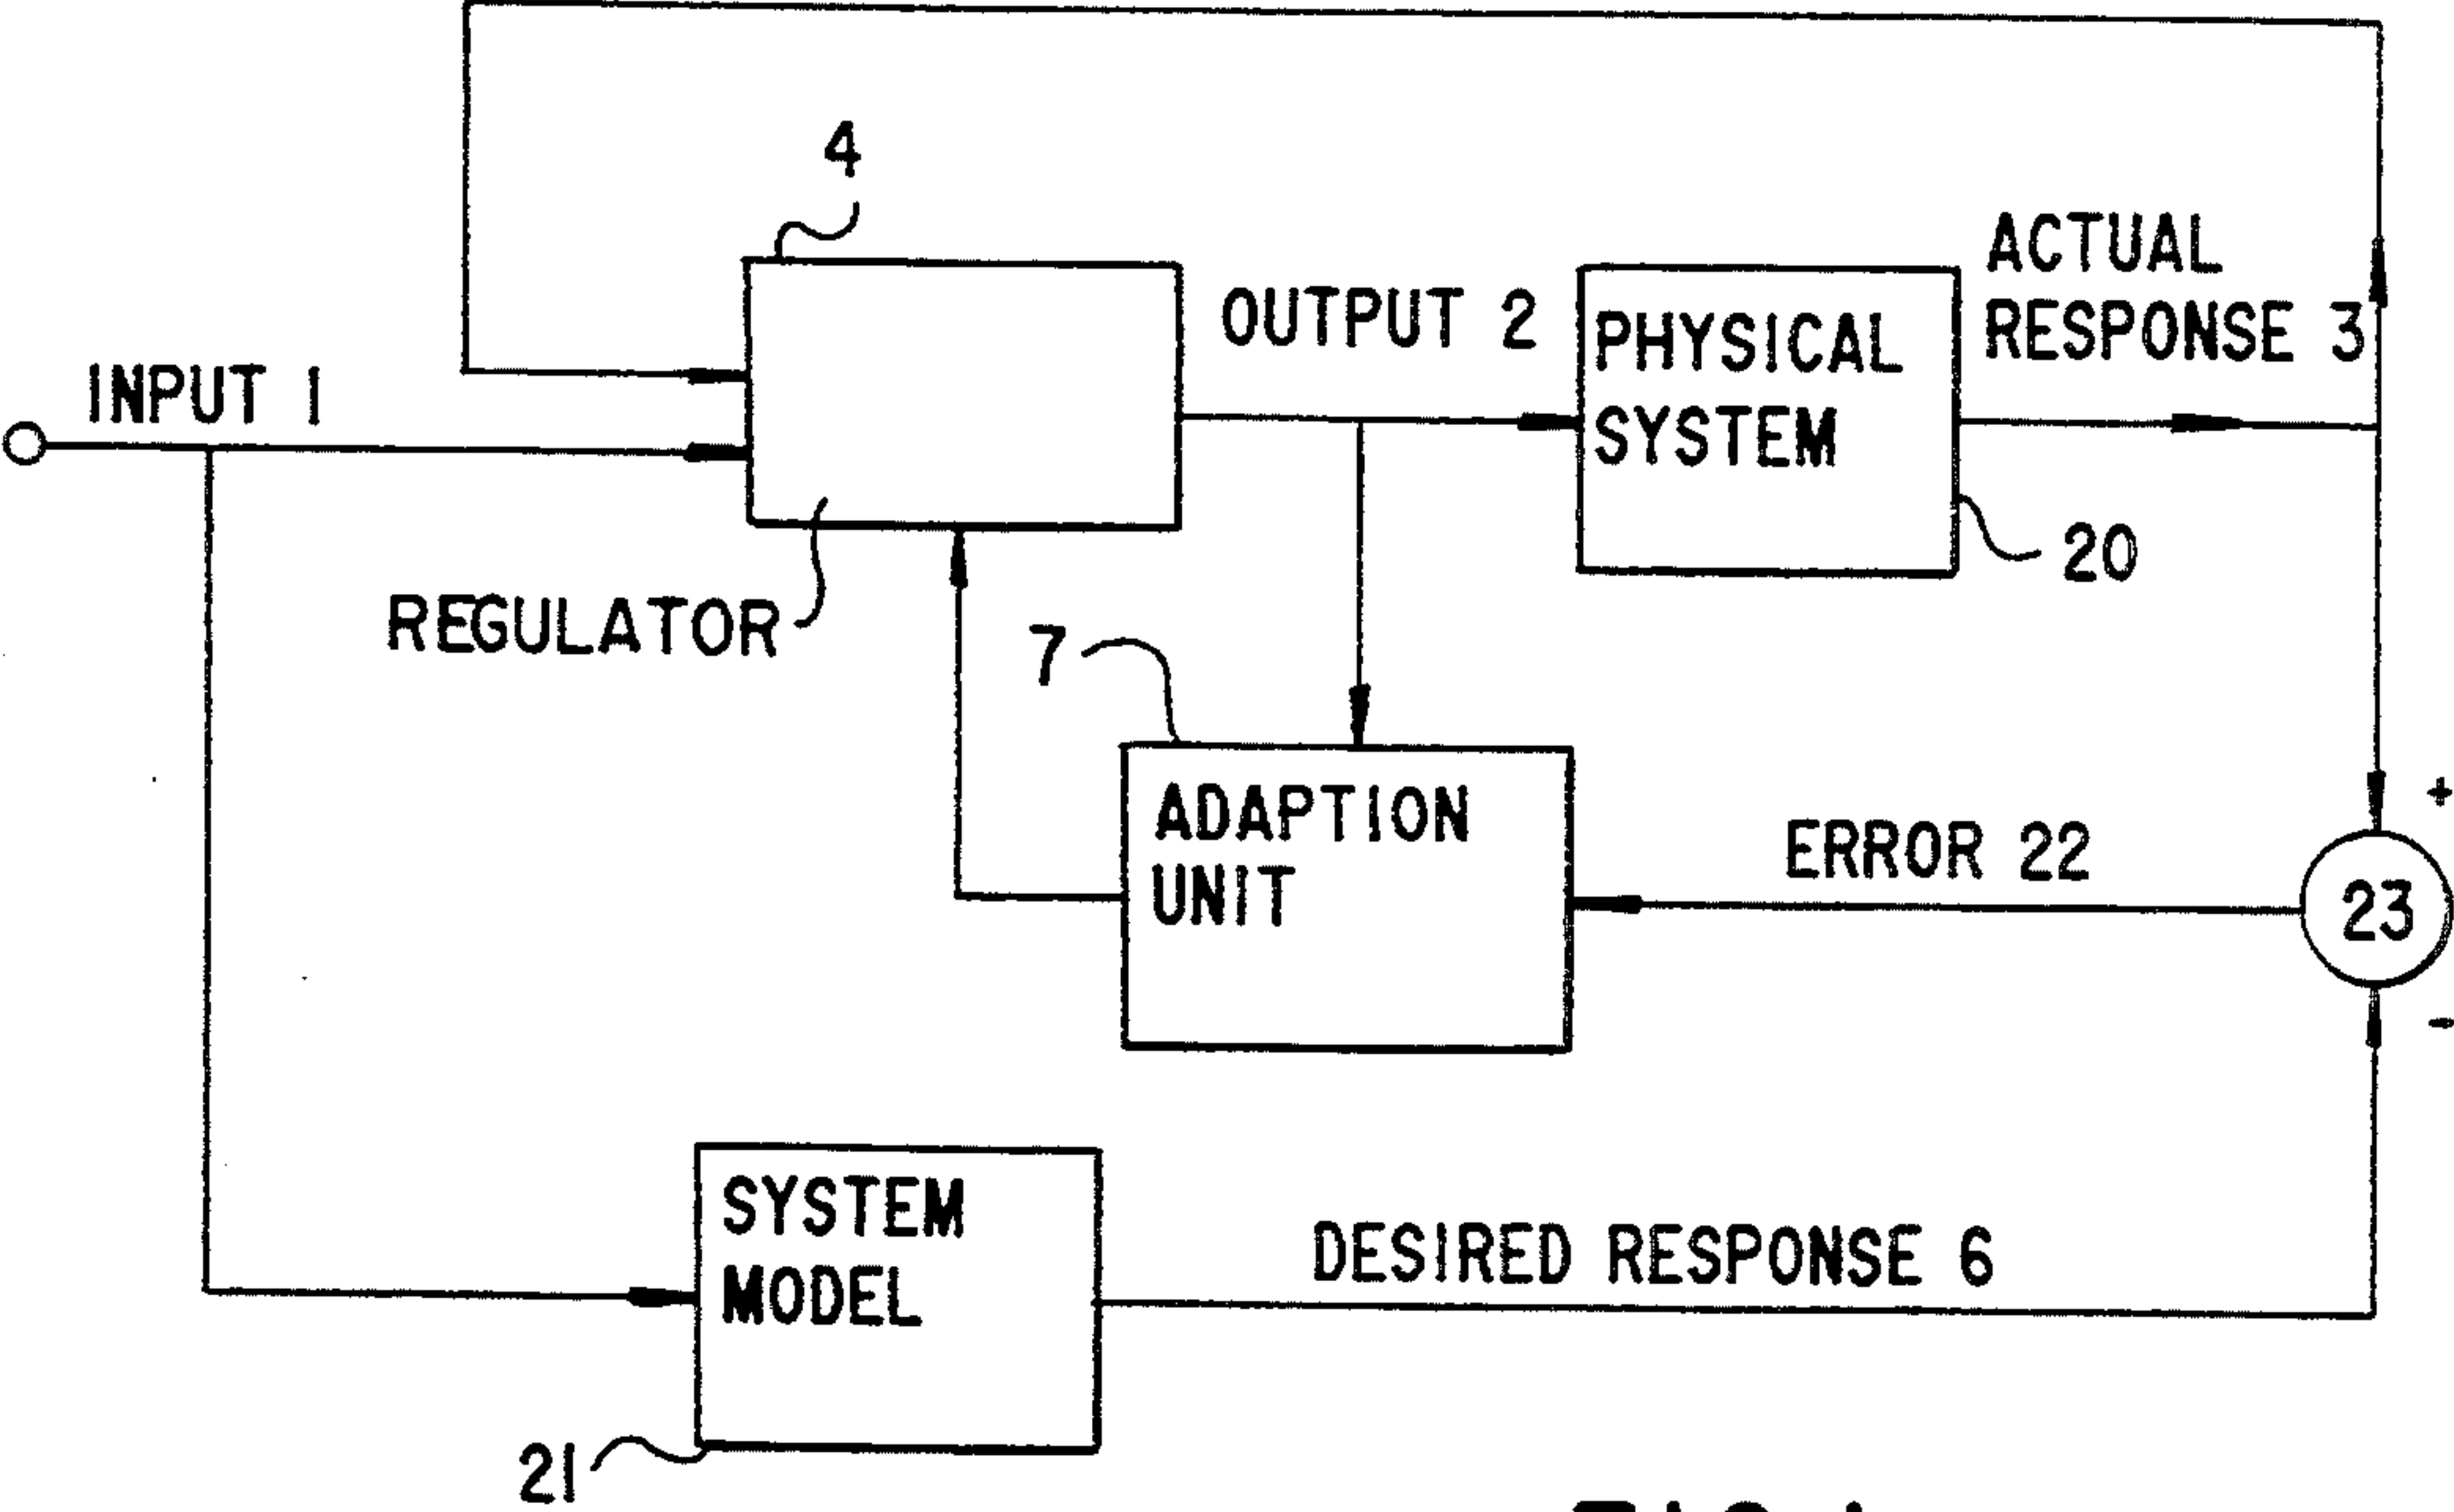 4
INPUT 1
OUTPUT 2
PHYSICAL
SYSTEM
ACTUAL
RESPONSE 3
20
REGULATOR
7
ADAPTION
UNIT
ERROR 22
+
23
-
SYSTEM
MODEL
DESIRED RESPONSE 6
21